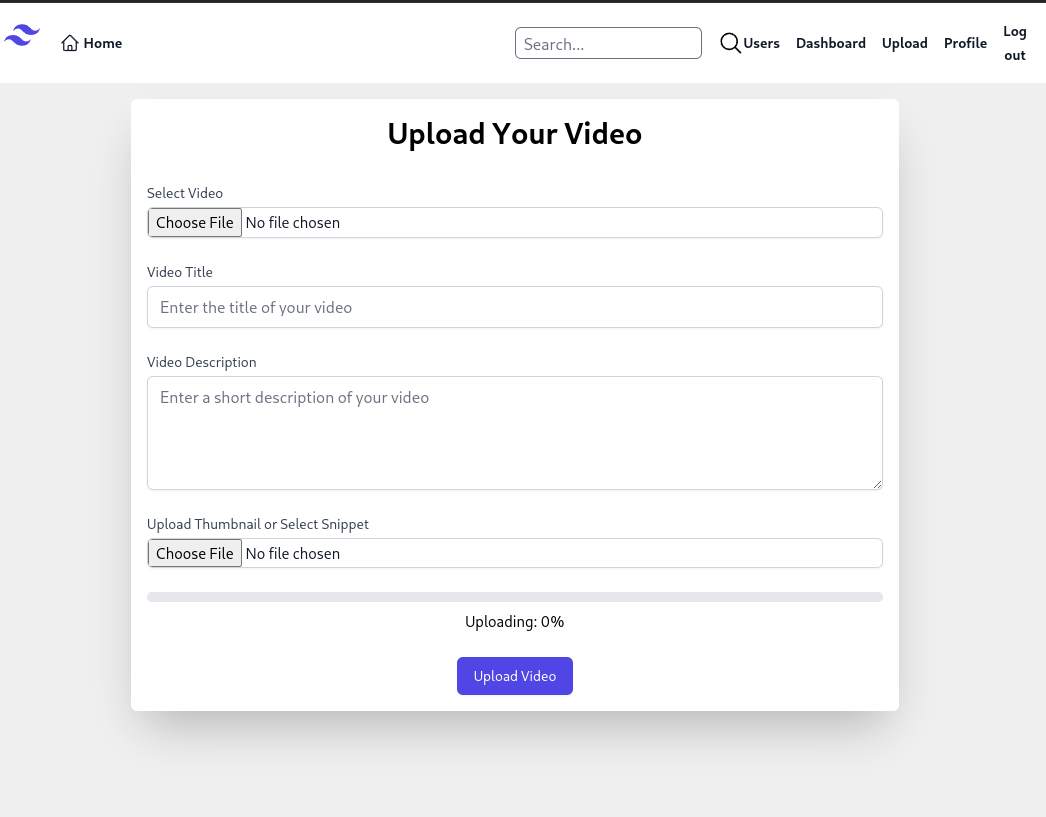 Home
Search...
Users
Dashboard
Upload
Profile
Log
out
Upload Your Video
Select Video
Choose File No file chosen
Video Title
Enter the title of your video
Video Description
Enter a short description of your video
Upload Thumbnail or Select Snippet
Choose File No file chosen
Uploading: 0%
Upload Video